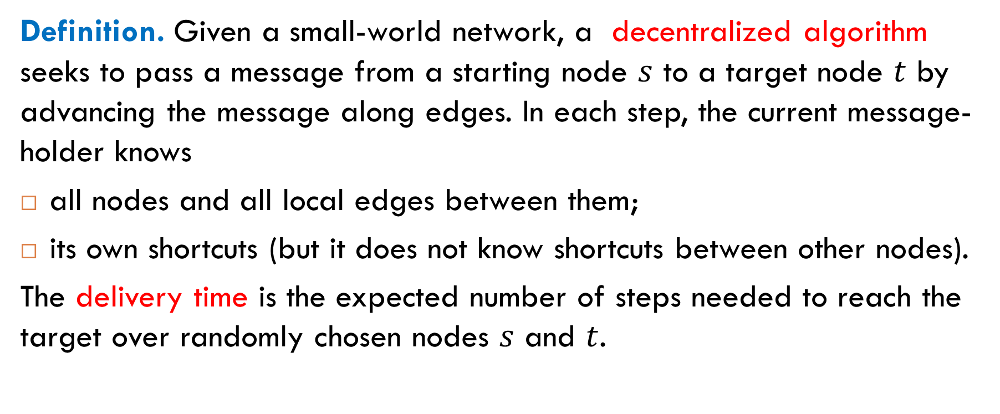 Definition. Given a small-world network, a decentralized algorithm
seeks to pass a message from a starting node s to a target node t by
advancing the message along edges. In each step, the current message-
holder knows
□ all nodes and all local edges between them;
□ its own shortcuts (but it does not know shortcuts between other nodes).
The delivery time is the expected number of steps needed to reach the
target over randomly chosen nodes s and t.